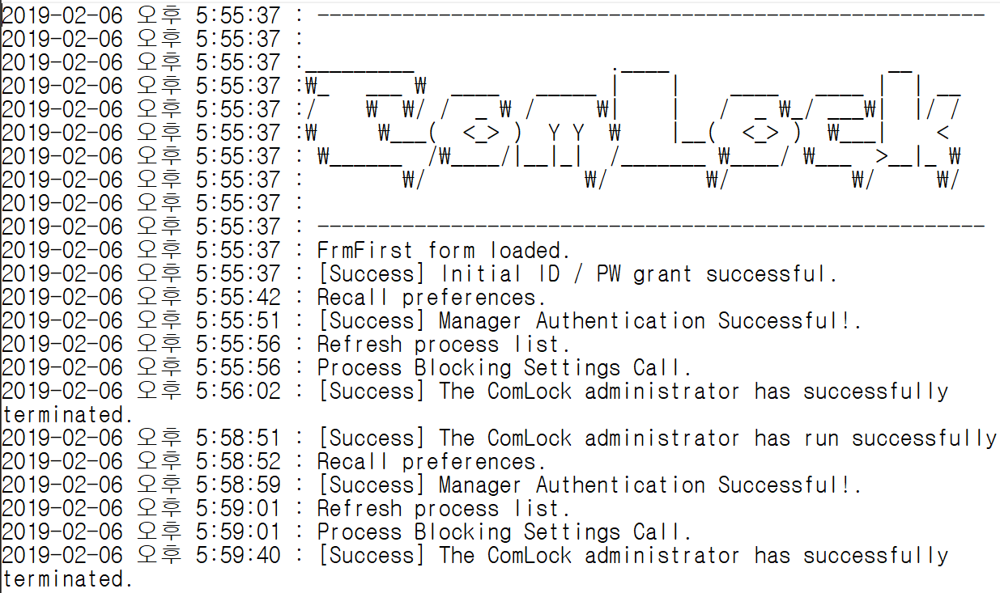 2019-02-06 오후 5:55:37 : -------------------------------------------------------
2019-02-06 오후 5:55:37 :
2019-02-06 오후 5:55:37 :_________                .____                  __
2019-02-06 오후 5:55:37 :₩_   ___ ₩  ____   _____ |    |    ____   ____ |  | __
2019-02-06 오후 5:55:37 :/    ₩  ₩/ /  _ ₩ /     ₩|    |   /  _ ₩_/ ___₩|  |/ /
2019-02-06 오후 5:55:37 :₩     ₩___(  <_> )  Y Y  ₩    |__(  <_> )  ₩___|    <
2019-02-06 오후 5:55:37 : ₩______  /₩____/|__|_|  /_______ ₩____/ ₩___  >__|_ ₩
2019-02-06 오후 5:55:37 :        ₩/             ₩/        ₩/          ₩/     ₩/
2019-02-06 오후 5:55:37 :
2019-02-06 오후 5:55:37 : -------------------------------------------------------
2019-02-06 오후 5:55:37 : FrmFirst form loaded.
2019-02-06 오후 5:55:37 : [Success] Initial ID / PW grant successful.
2019-02-06 오후 5:55:42 : Recall preferences.
2019-02-06 오후 5:55:51 : [Success] Manager Authentication Successful!.
2019-02-06 오후 5:55:56 : Refresh process list.
2019-02-06 오후 5:55:56 : Process Blocking Settings Call.
2019-02-06 오후 5:56:02 : [Success] The ComLock administrator has successfully
terminated.
2019-02-06 오후 5:58:51 : [Success] The ComLock administrator has run successfully
2019-02-06 오후 5:58:52 : Recall preferences.
2019-02-06 오후 5:58:59 : [Success] Manager Authentication Successful!.
2019-02-06 오후 5:59:01 : Refresh process list.
2019-02-06 오후 5:59:01 : Process Blocking Settings Call.
2019-02-06 오후 5:59:40 : [Success] The ComLock administrator has successfully
terminated.